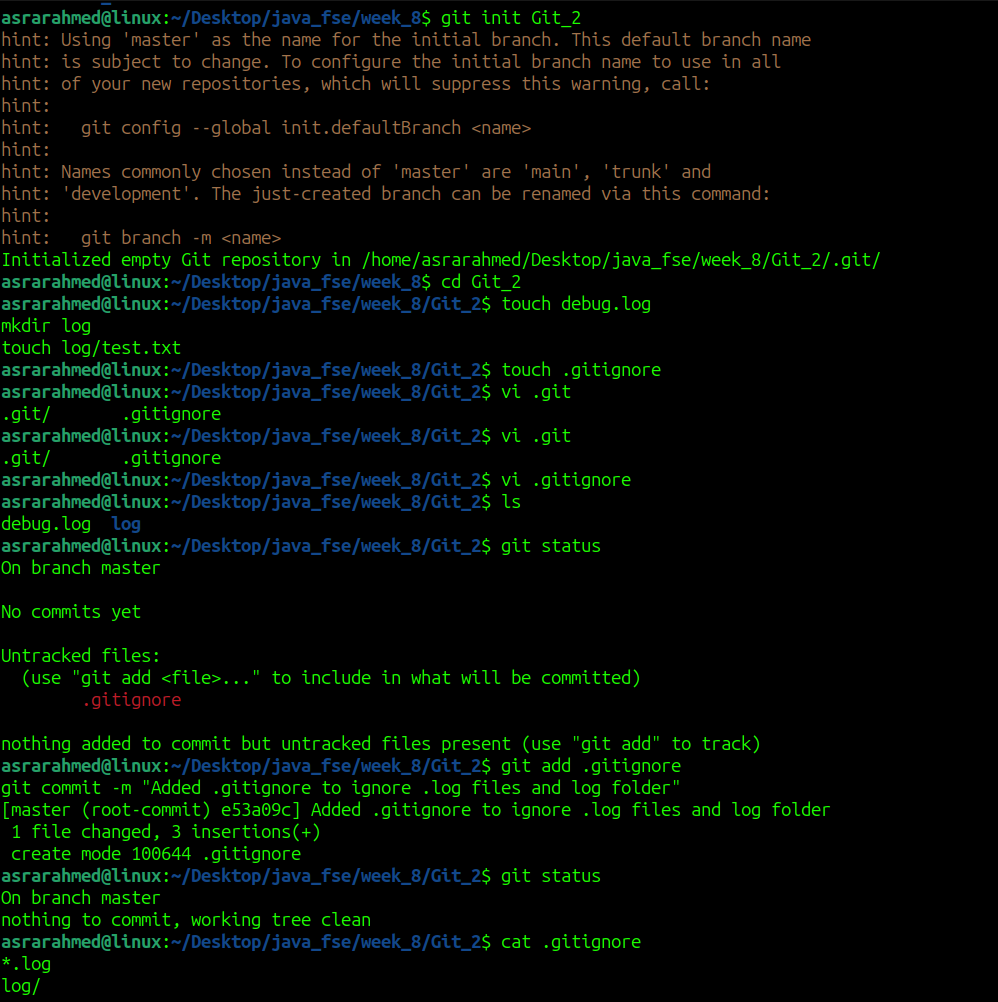 asrarahmed@linux:~/Desktop/java_fse/week_8$ git init Git_2
hint: Using 'master' as the name for the initial branch. This default branch name
hint: is subject to change. To configure the initial branch name to use in all
hint: of your new repositories, which will suppress this warning, call:
hint:
hint:   git config --global init.defaultBranch <name>
hint:
hint: Names commonly chosen instead of 'master' are 'main', 'trunk' and
hint: 'development'. The just-created branch can be renamed via this command:
hint:
hint:   git branch -m <name>
Initialized empty Git repository in /home/asrarahmed/Desktop/java_fse/week_8/Git_2/.git/
asrarahmed@linux:~/Desktop/java_fse/week_8$ cd Git_2
asrarahmed@linux:~/Desktop/java_fse/week_8/Git_2$ touch debug.log
mkdir log
touch log/test.txt
asrarahmed@linux:~/Desktop/java_fse/week_8/Git_2$ touch .gitignore
asrarahmed@linux:~/Desktop/java_fse/week_8/Git_2$ vi .git
.git/       .gitignore
asrarahmed@linux:~/Desktop/java_fse/week_8/Git_2$ vi .git
.git/       .gitignore
asrarahmed@linux:~/Desktop/java_fse/week_8/Git_2$ vi .gitignore
asrarahmed@linux:~/Desktop/java_fse/week_8/Git_2$ ls
debug.log  log
asrarahmed@linux:~/Desktop/java_fse/week_8/Git_2$ git status
On branch master

No commits yet

Untracked files:
  (use "git add <file>..." to include in what will be committed)
        .gitignore

nothing added to commit but untracked files present (use "git add" to track)
asrarahmed@linux:~/Desktop/java_fse/week_8/Git_2$ git add .gitignore
git commit -m "Added .gitignore to ignore .log files and log folder"
[master (root-commit) e53a09c] Added .gitignore to ignore .log files and log folder
 1 file changed, 3 insertions(+)
 create mode 100644 .gitignore
asrarahmed@linux:~/Desktop/java_fse/week_8/Git_2$ git status
On branch master
nothing to commit, working tree clean
asrarahmed@linux:~/Desktop/java_fse/week_8/Git_2$ cat .gitignore
*.log
log/